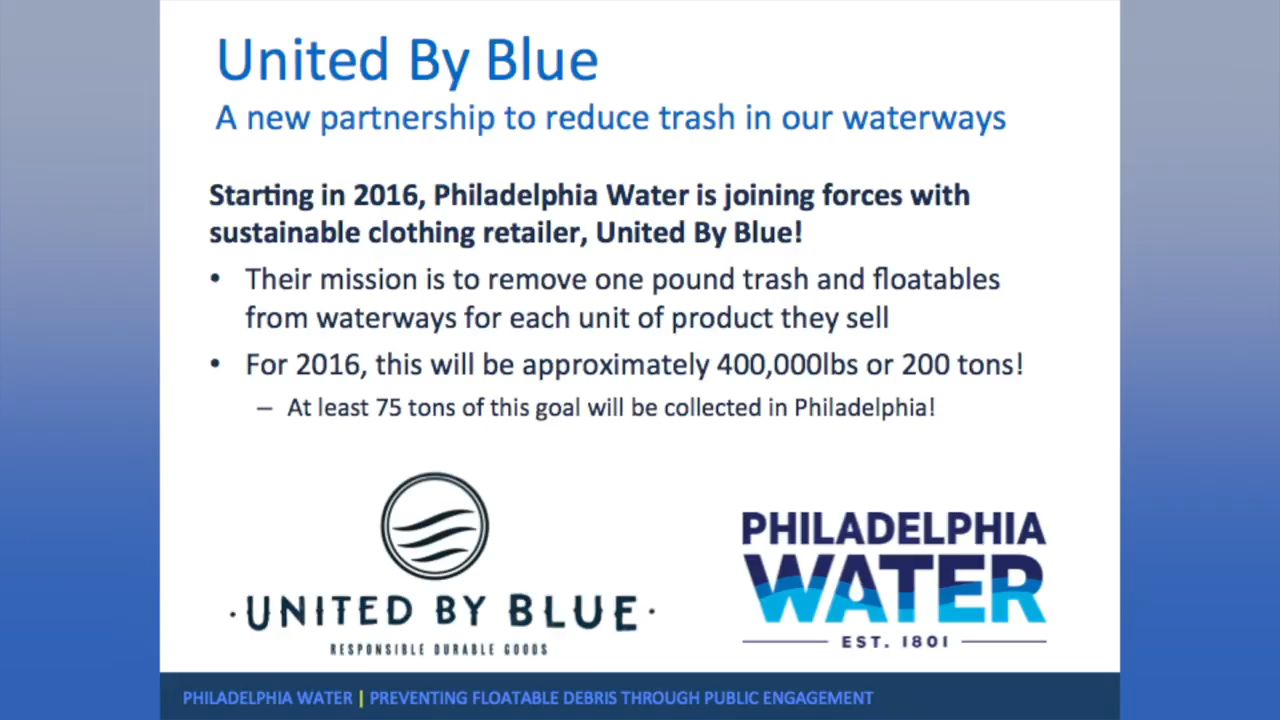 United By Blue
A new partnership to reduce trash in our waterways
Starting in 2016, Philadelphia Water is joining forces with
sustainable clothing retailer, United By Blue!
• Their mission is to remove one pound trash and floatables
from waterways for each unit of product they sell
• For 2016, this will be approximately 400,000lbs or 200 tons!
– At least 75 tons of this goal will be collected in Philadelphia!
· UNITED BY BLUE ·
RESPONSIBLE DURABLE GOODS
PHILADELPHIA
WATER
EST. 1801
PHILADELPHIA WATER | PREVENTING FLOATABLE DEBRIS THROUGH PUBLIC ENGAGEMENT